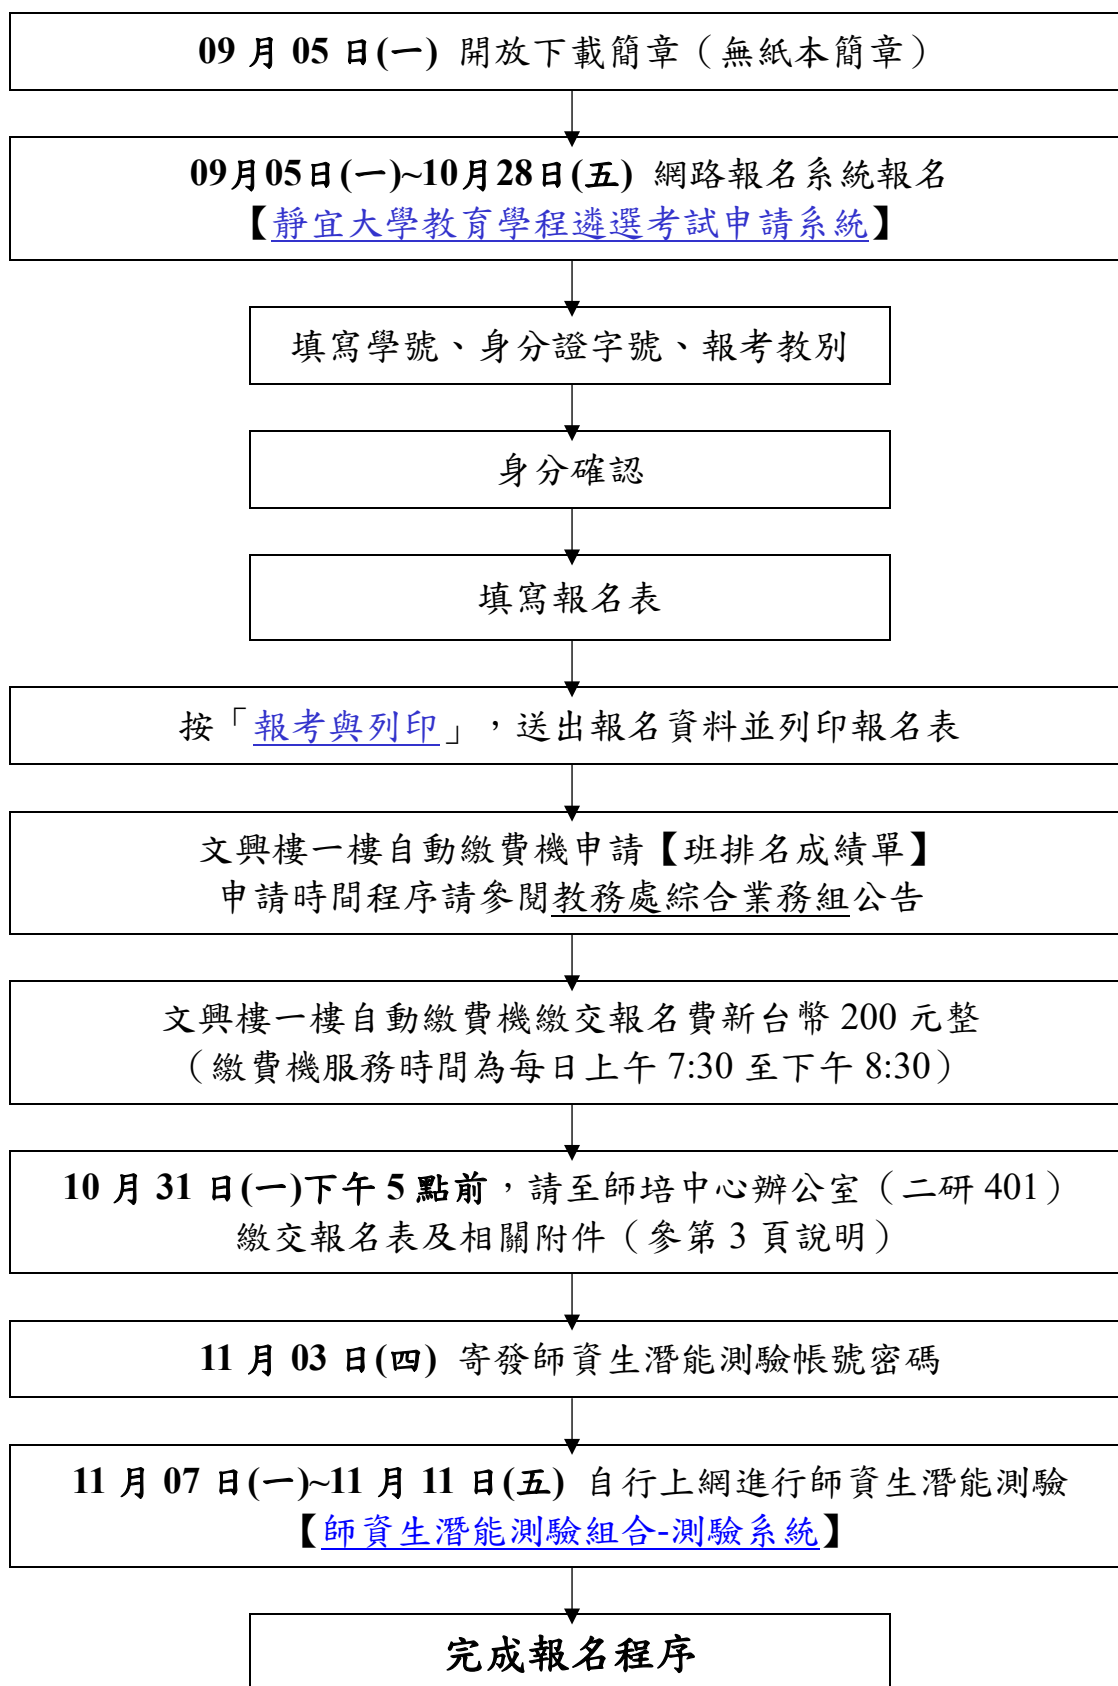 09 月 05 日(一) 開放下載簡章（無紙本簡章）
09月05日(一)~10月28日(五) 網路報名系統報名
【靜宜大學教育學程遴選考試申請系統】
填寫學號、身分證字號、報考教別
身分確認
填寫報名表
按「報考與列印」，送出報名資料並列印報名表
文興樓一樓自動繳費機申請【班排名成績單】
申請時間程序請參閱教務處綜合業務組公告
文興樓一樓自動繳費機繳交報名費新台幣 200 元整
（繳費機服務時間為每日上午 7:30 至下午 8:30）
10 月 31 日(一)下午 5 點前，請至師培中心辦公室（二研 401）
繳交報名表及相關附件（參第 3 頁說明）
11 月 03 日(四) 寄發師資生潛能測驗帳號密碼
11 月 07 日(一)~11 月 11 日(五) 自行上網進行師資生潛能測驗
【師資生潛能測驗組合-測驗系統】
完成報名程序